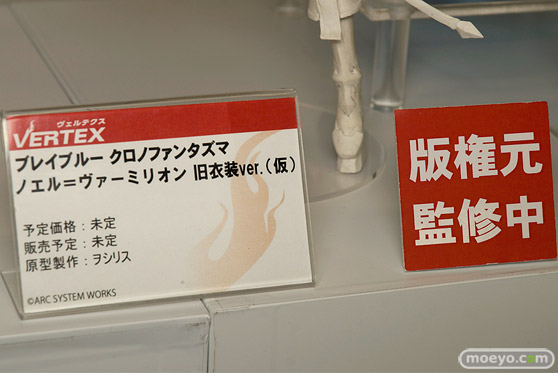 ヴェルテクス
VERTEX
ブレイブルー クロノファンタズマ
ノエル＝ヴァーミリオン 旧衣装ver.（仮）
予定価格：未定
販売予定：未定
原型製作：ヲシリス
©ARC SYSTEM WORKS
版権元
監修中
moeyo.com